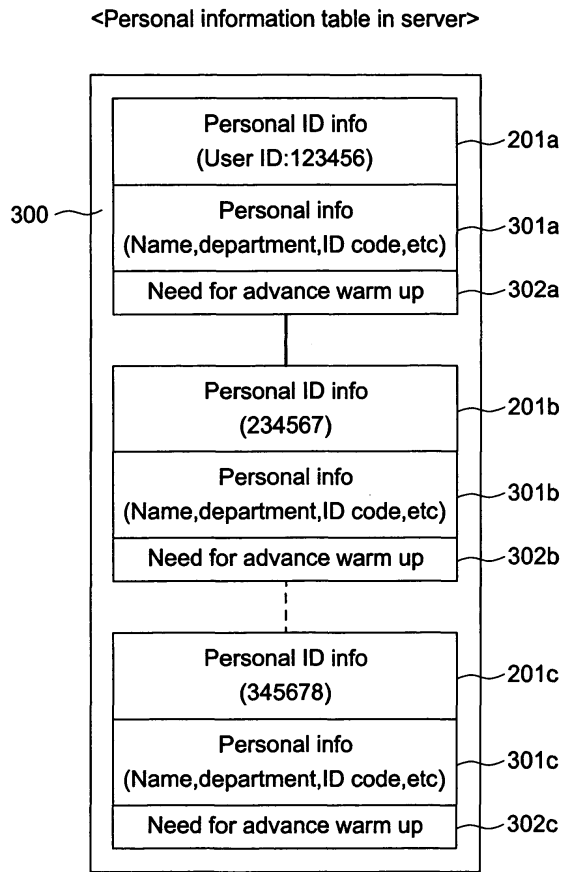 <Personal information table in server>
Personal ID info
(User ID:123456)
201a
300
Personal info
(Name,department,ID code,etc)
301a
Need for advance warm up
302a
Personal ID info
(234567)
201b
Personal info
(Name,department,ID code,etc)
301b
Need for advance warm up
302b
Personal ID info
(345678)
201c
Personal info
(Name,department,ID code,etc)
301c
Need for advance warm up
302c